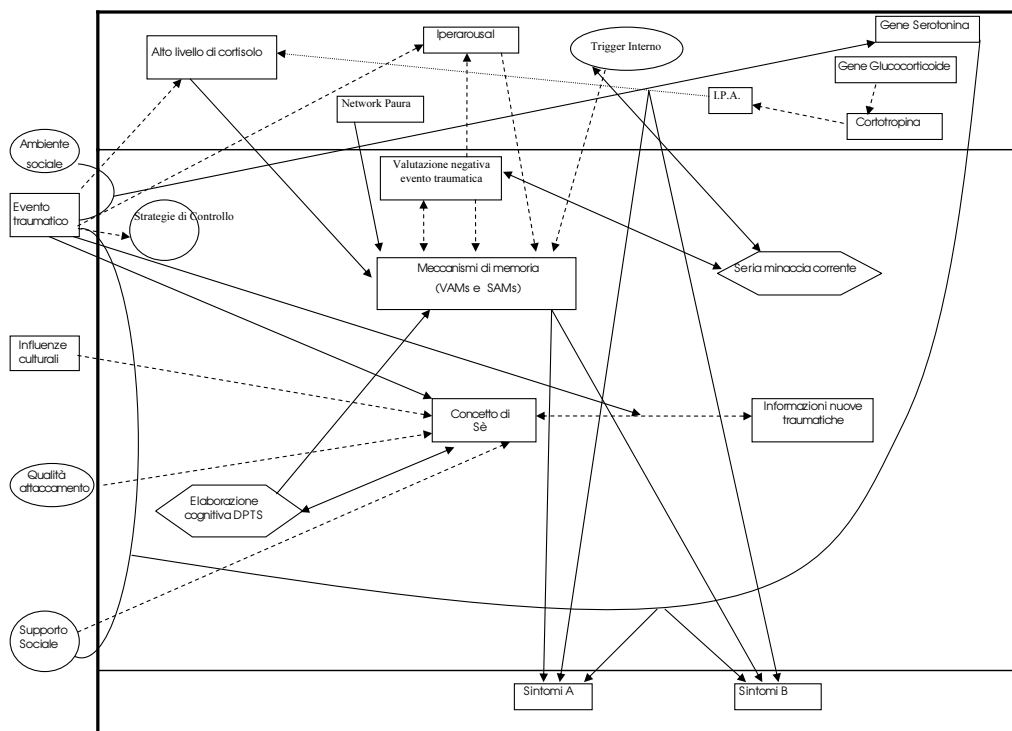 Gene Serotonina
Iperarousal
Alto livello di cortisolo
Trigger Interno
Gene Glucocorticoide
I.P.A.
Network Paura
Cortotropina
Ambiente
sociale
Valutazione negativa
evento traumatica
Evento
traumatico
Strategie di Controllo
Meccanismi di memoria
(VAMs e SAMs)
Seria minaccia corrente
Influenze
culturali
Concetto di
Sè
Informazioni nuove
traumatiche
Qualità
attaccamento
Elaborazione
cognitiva DPTS
Supporto
Sociale
Sintomi A
Sintomi B